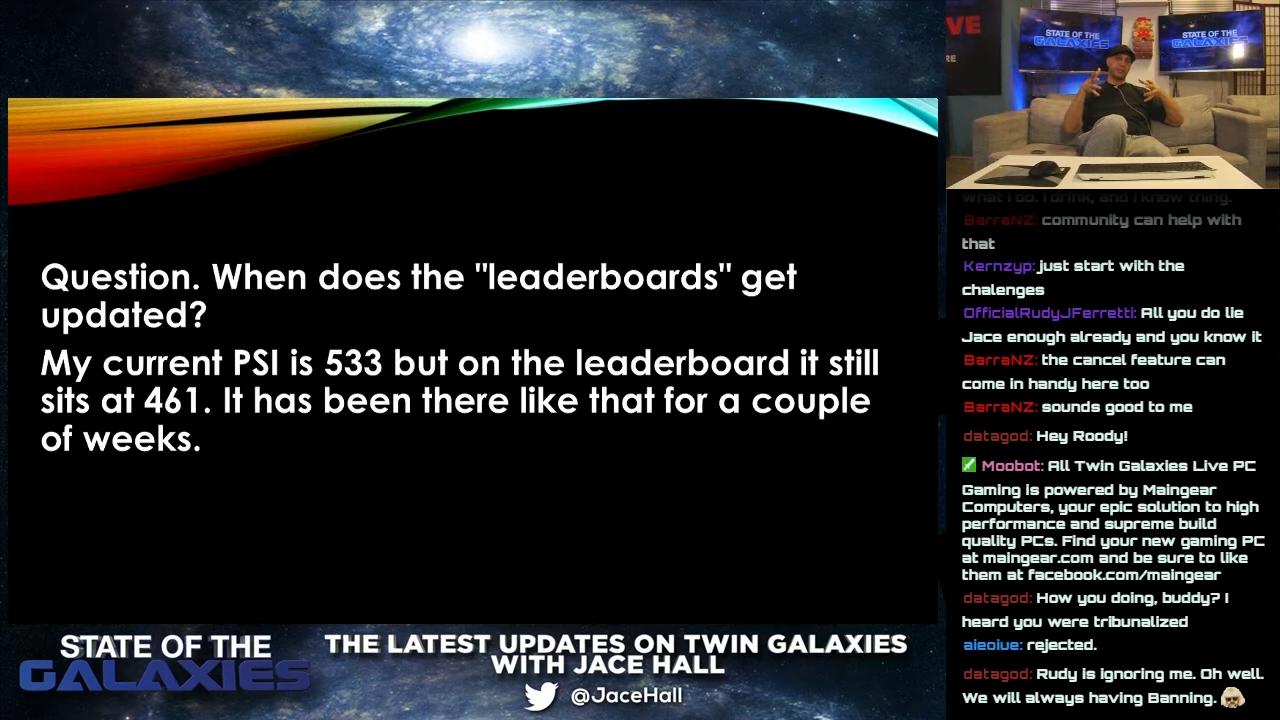 VE
RE
STATE OF THE
GALAXIES
STATE OF THE
GALAXIES
Question. When does the "leaderboards" get
updated?
My current PSI is 533 but on the leaderboard it still
sits at 461. It has been there like that for a couple
of weeks.
what I do. I drink, and I know thing.
BarraNZ: community can help with
that
Kernzyp: just start with the
chalenges
OfficialRudyJFerretti: All you do lie
Jace enough already and you know it
BarraNZ: the cancel feature can
come in handy here too
BarraNZ: sounds good to me
datagod: Hey Roody!
Moobot: All Twin Galaxies Live PC
Gaming is powered by Maingear
Computers, your epic solution to high
performance and supreme build
quality PCs. Find your new gaming PC
at maingear.com and be sure to like
them at facebook.com/maingear
datagod: How you doing, buddy? I
heard you were tribunalized
aieoiue: rejected.
datagod: Rudy is ignoring me. Oh well.
We will always having Banning.
STATE OF THE
GALAXIES
THE LATEST UPDATES ON TWIN GALAXIES
WITH JACE HALL
@JaceHall